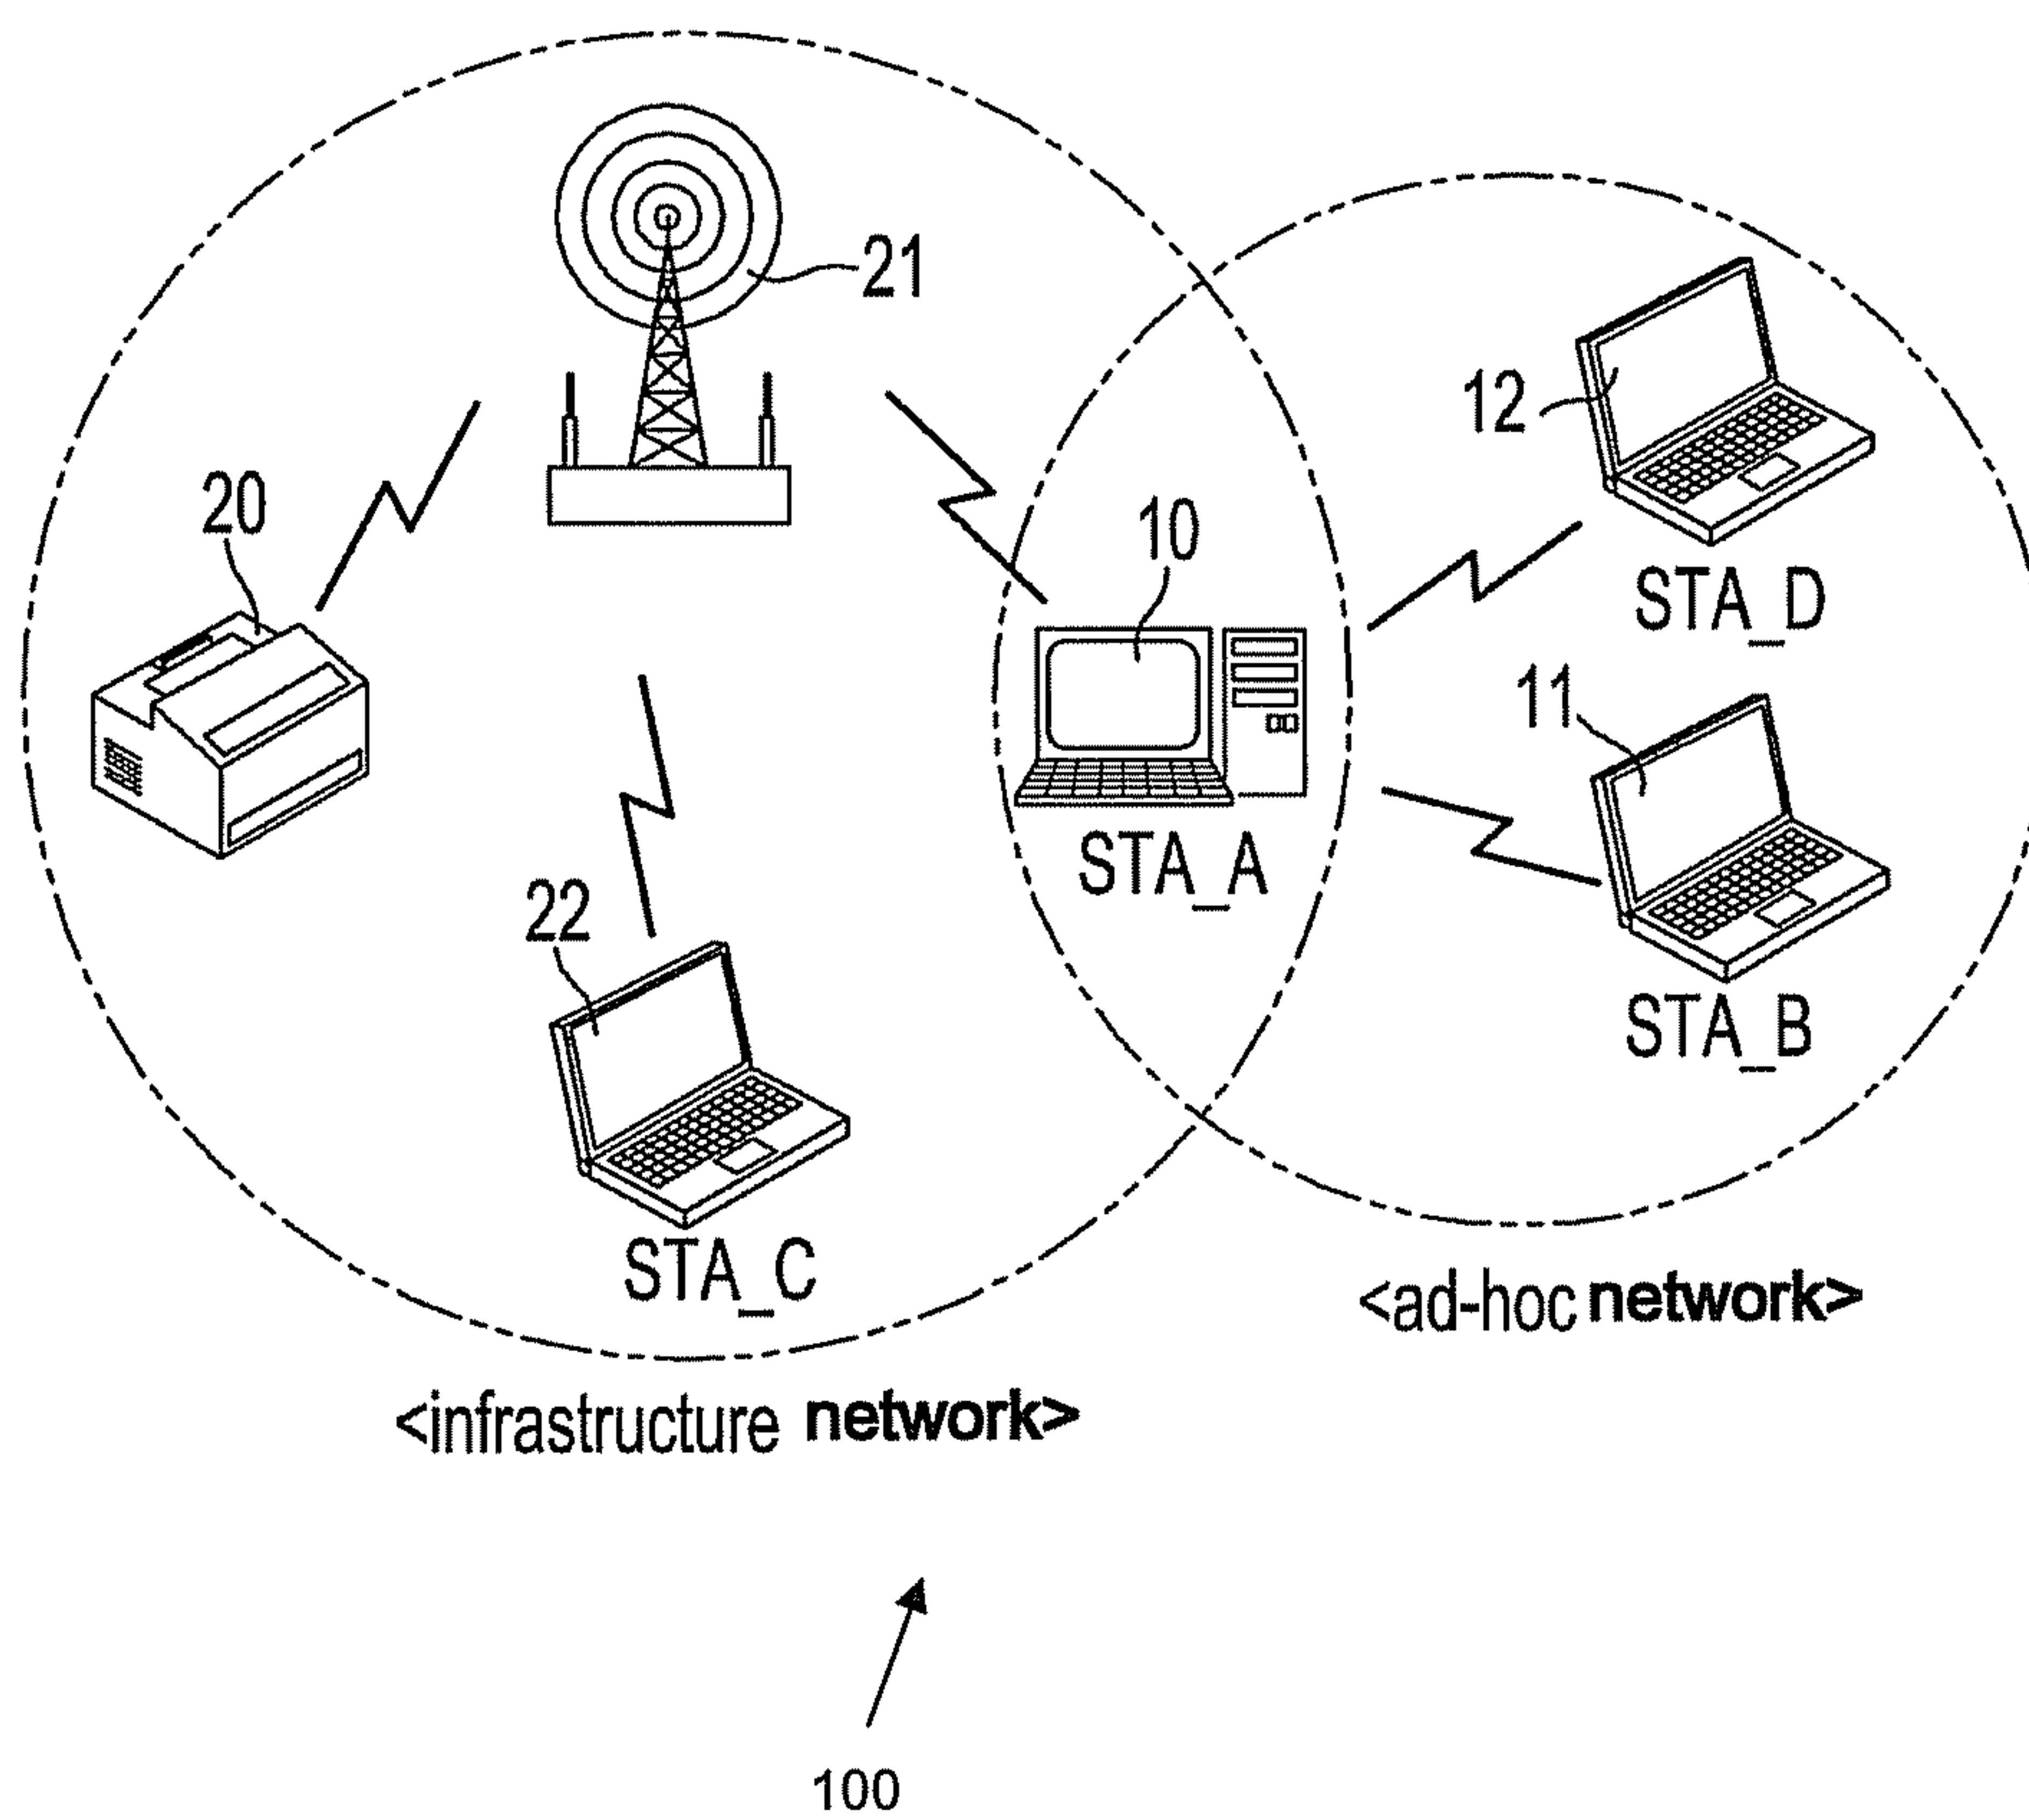 21
12
20
10
STA_D
11
STA_A
22
STA_B
STA_C
<ad-hoc network>
<infrastructure network>
100